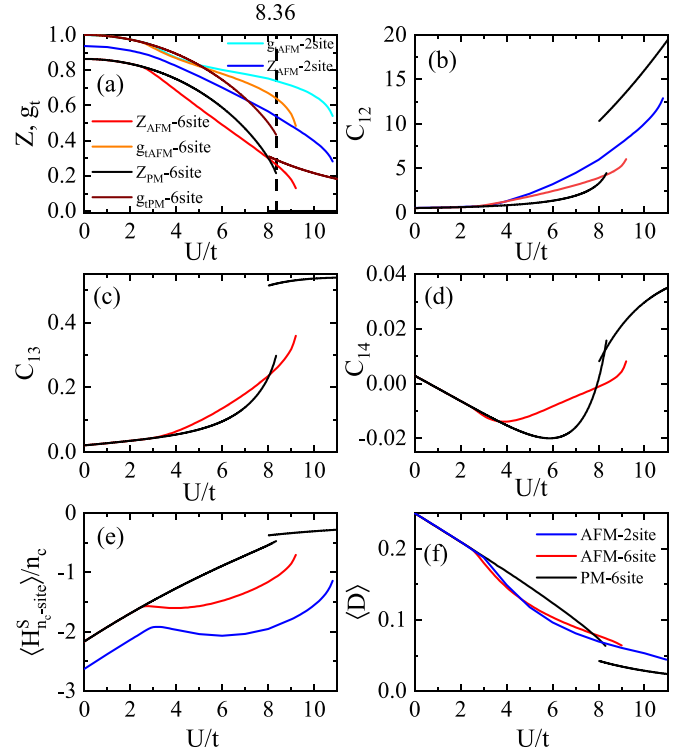 8.36
1.0
0.8
0.6
0.4
0.2
0.0
Z, g_t
(a)
g_tAFM-2site
Z_AFM-2site
Z_AFM-6site
g_tAFM-6site
Z_PM-6site
g_tPM-6site
0 2 4 6 8 10
U/t
20
15
10
5
0
C_12
(b)
0 2 4 6 8 10
U/t
0.4
0.2
0.0
C_13
(c)
0 2 4 6 8 10
U/t
0.04
0.02
0.00
-0.02
C_14
(d)
0 2 4 6 8 10
U/t
0
-1
-2
-3
⟨H^S_{n_c-site}⟩/n_c
(e)
0 2 4 6 8 10
U/t
0.2
0.1
0.0
⟨D⟩
(f)
AFM-2site
AFM-6site
PM-6site
0 2 4 6 8 10
U/t